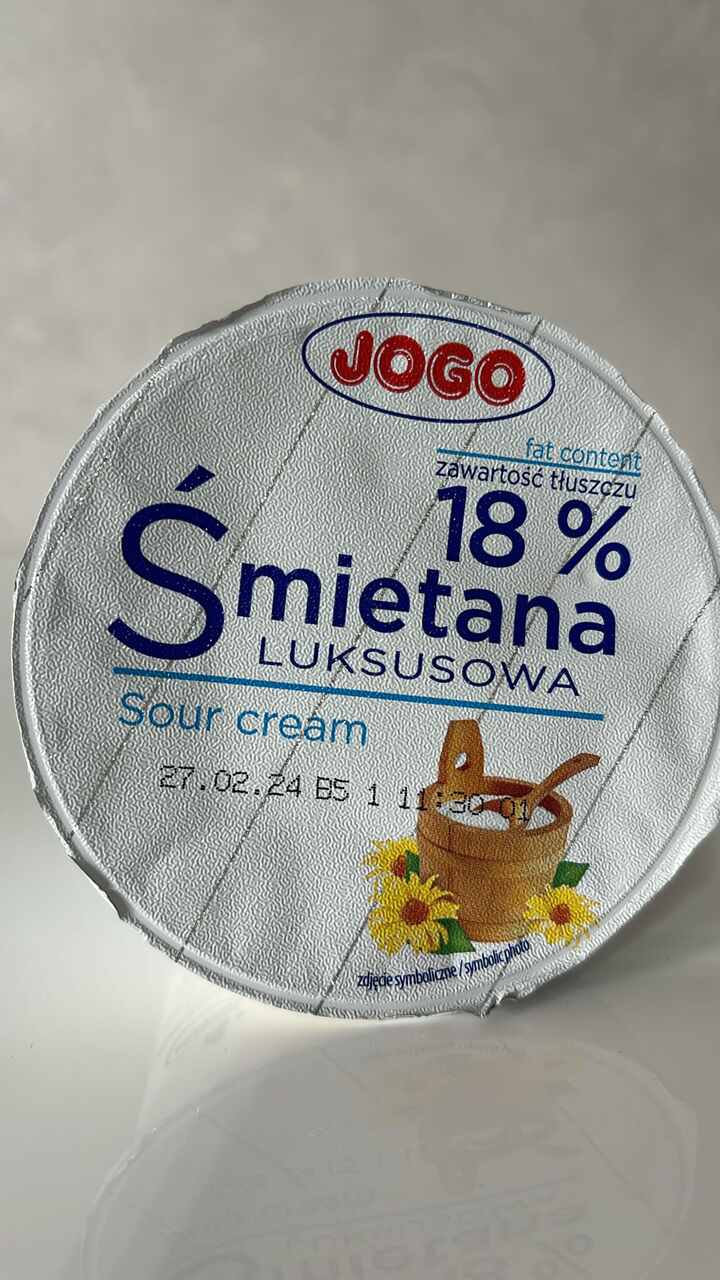 JOGO
fat content
zawartość tłuszczu
18 %
Śmietana
LUKSUSOWA
Sour cream
27.02.24 B5 1 11:30 01
zdjęcie symboliczne / symbolic photo